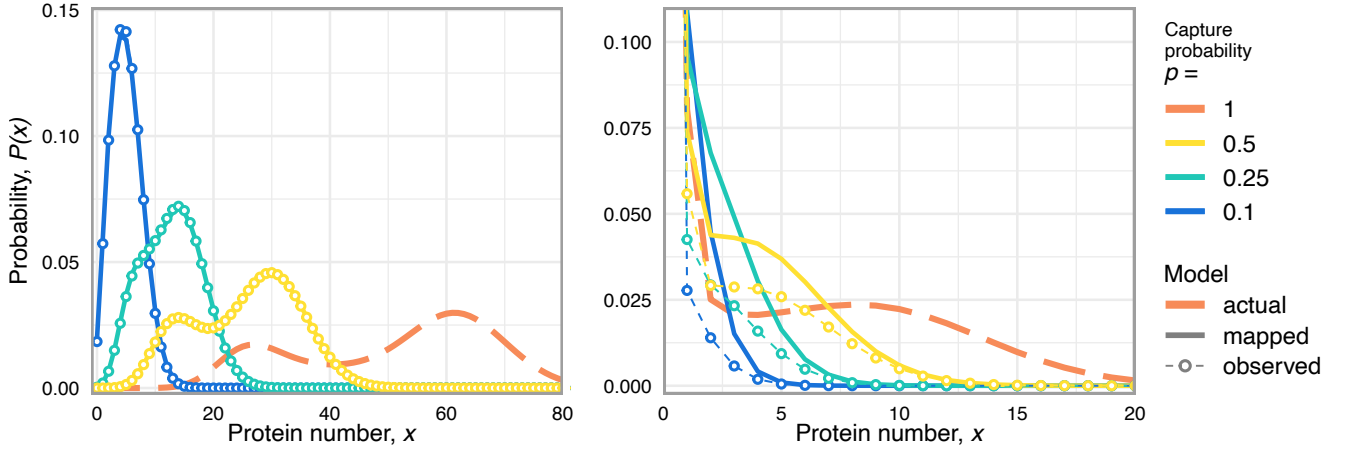 Probability, P(x)
0.15
0.10
0.05
0.00
0
20
40
60
80
Protein number, x
0.100
0.075
0.050
0.025
0.000
0
5
10
15
20
Protein number, x
Capture
probability
p =
1
0.5
0.25
0.1
Model
actual
mapped
observed